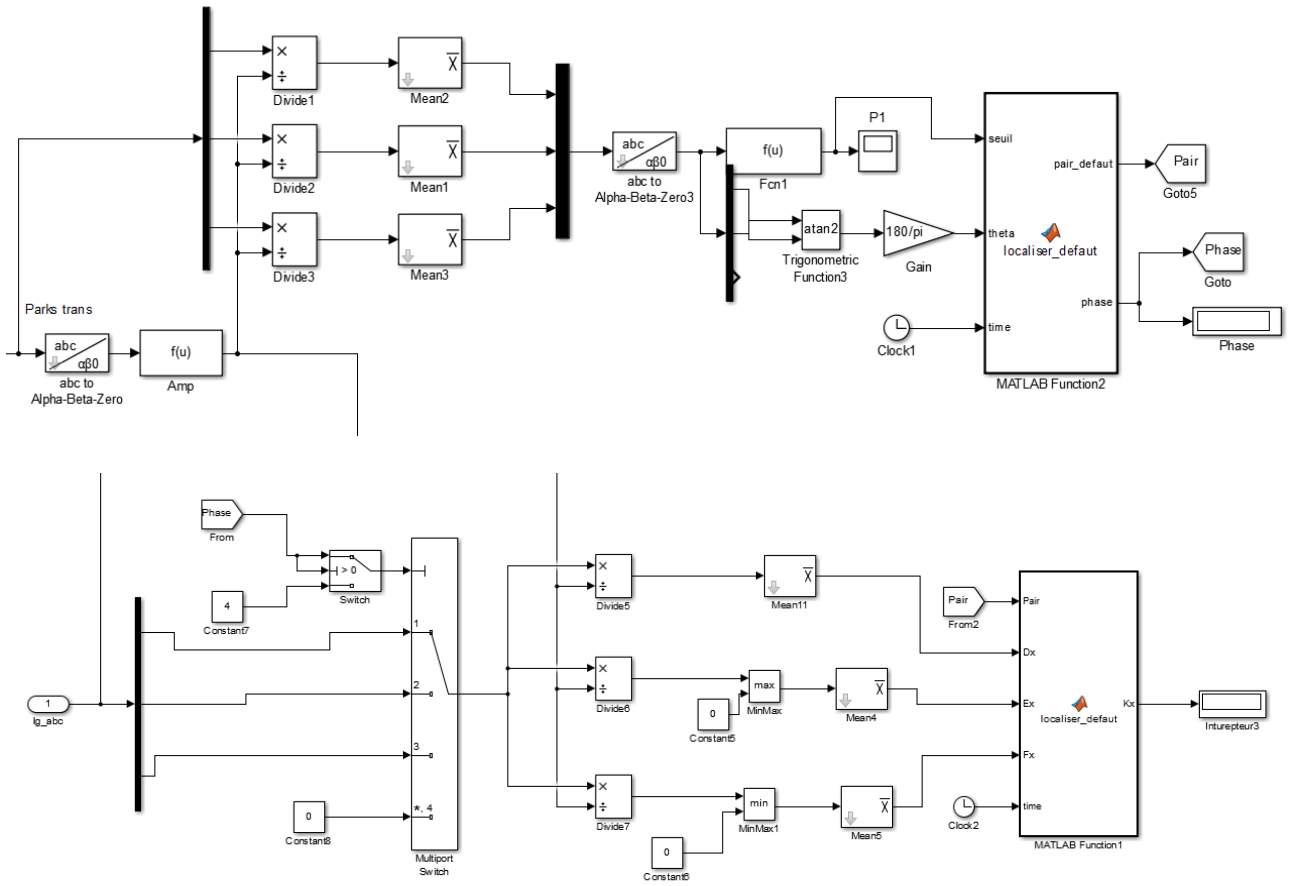 ×
÷
Divide1
X
Mean2
×
÷
Divide2
X
Mean1
×
÷
Divide3
X
Mean3
Parks trans
abc
αβ0
abc to
Alpha-Beta-Zero
f(u)
Amp
abc
αβ0
abc to
Alpha-Beta-Zero3
f(u)
Fcn1
P1
atan2
Trigonometric
Function3
180/pi
Gain
Clock1
seuil
theta
time
pair_defaut
phase
localiser_defaut
MATLAB Function2
Pair
Goto5
Phase
Goto
Phase
1
Ig_abc
Phase
From
> 0
Switch
4
Constant7
1
2
3
*, 4
0
Constant8
Multiport
Switch
×
÷
Divide5
X
Mean11
×
÷
Divide6
0
Constant5
max
MinMax
X
Mean4
×
÷
Divide7
0
Constant6
min
MinMax1
X
Mean5
Pair
From2
Clock2
Pair
Dx
Ex
Fx
time
Kx
localiser_defaut
MATLAB Function1
Inturepteur3